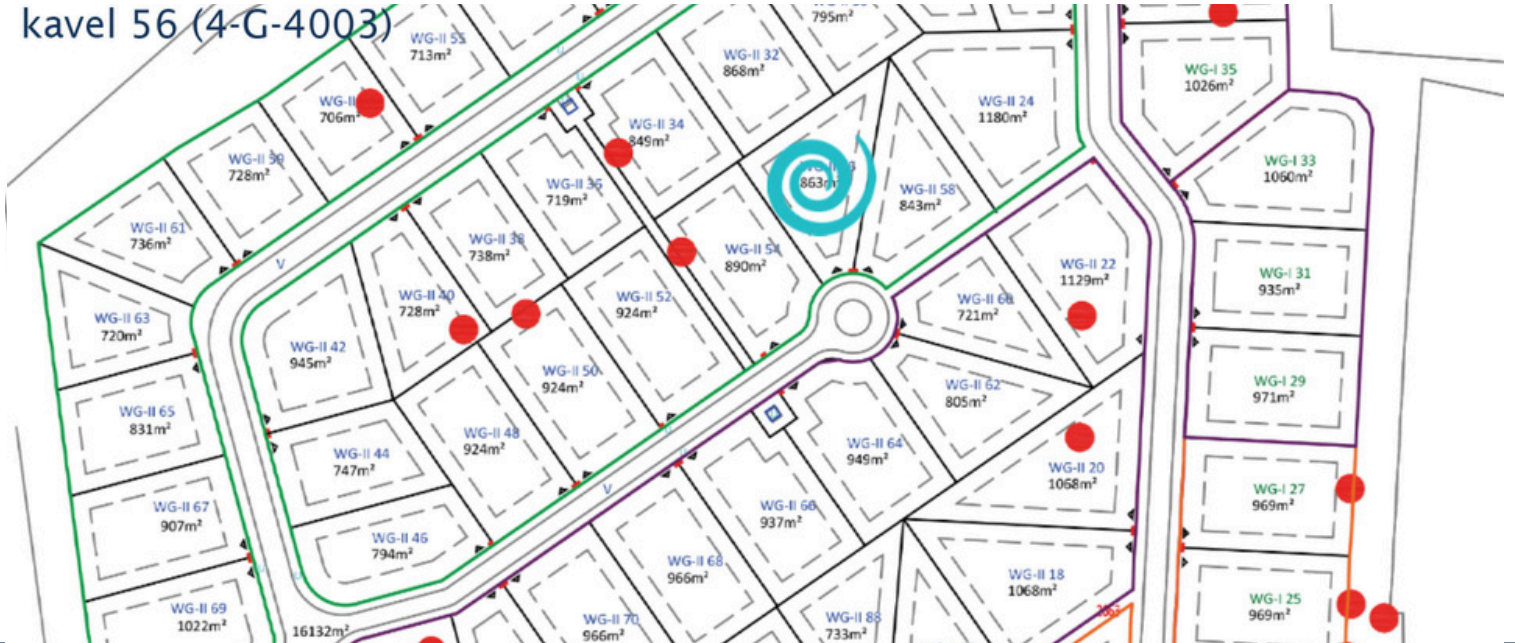 kavel 56 (4-G-4003)
WG-II 55
713m²
795m²
WG-II 32
868m²
WG-I 35
1026m²
WG-II
706m²
WG-II 34
849m²
WG-II 24
1180m²
WG-II 59
728m²
WG-I 33
1060m²
WG-II 36
719m²
863m²
WG-II 58
843m²
WG-II 61
736m²
WG-II 38
738m²
WG-II 54
890m²
V
WG-II 22
1129m²
WG-I 31
935m²
WG-II 40
728m²
WG-II 52
924m²
WG-II 60
721m²
WG-II 63
720m²
WG-II 42
945m²
WG-II 50
924m²
WG-II 62
805m²
WG-I 29
971m²
WG-II 65
831m²
WG-II 48
924m²
WG-II 64
949m²
WG-II 44
747m²
WG-II 20
1068m²
V
WG-I 27
969m²
WG-II 67
907m²
WG-II 66
937m²
WG-II 46
794m²
WG-II 68
966m²
WG-II 18
1068m²
WG-I 25
969m²
WG-II 69
1022m²
16132m²
WG-II 70
966m²
WG-II 88
733m²